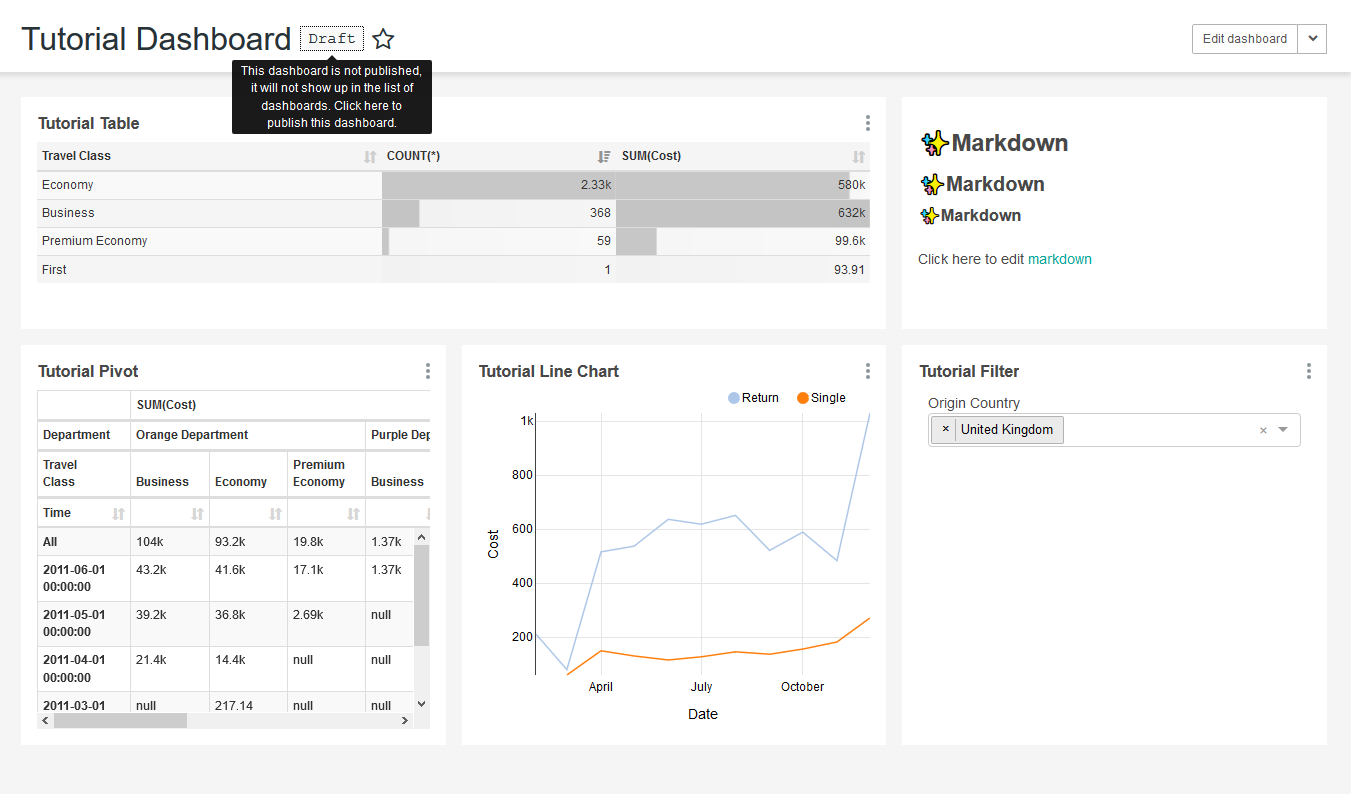 Tutorial Dashboard Draft
Edit dashboard
This dashboard is not published,
it will not show up in the list of
dashboards. Click here to
publish this dashboard.
Tutorial Table
Travel Class COUNT(*) SUM(Cost)
Economy 2.33k 580k
Business 368 632k
Premium Economy 59 99.6k
First 1 93.91
Markdown
Markdown
Markdown
Click here to edit markdown
Tutorial Pivot
SUM(Cost)
Department Orange Department Purple Dep
Travel
Class Business Economy Premium
Economy Business
Time
All 104k 93.2k 19.8k 1.37k
2011-06-01
00:00:00 43.2k 41.6k 17.1k 1.37k
2011-05-01
00:00:00 39.2k 36.8k 2.69k null
2011-04-01
00:00:00 21.4k 14.4k null null
2011-03-01 null 217.14 null null
Tutorial Line Chart
Return Single
1k
800
600
400
200
Cost
April July October
Date
Tutorial Filter
Origin Country
× United Kingdom ×